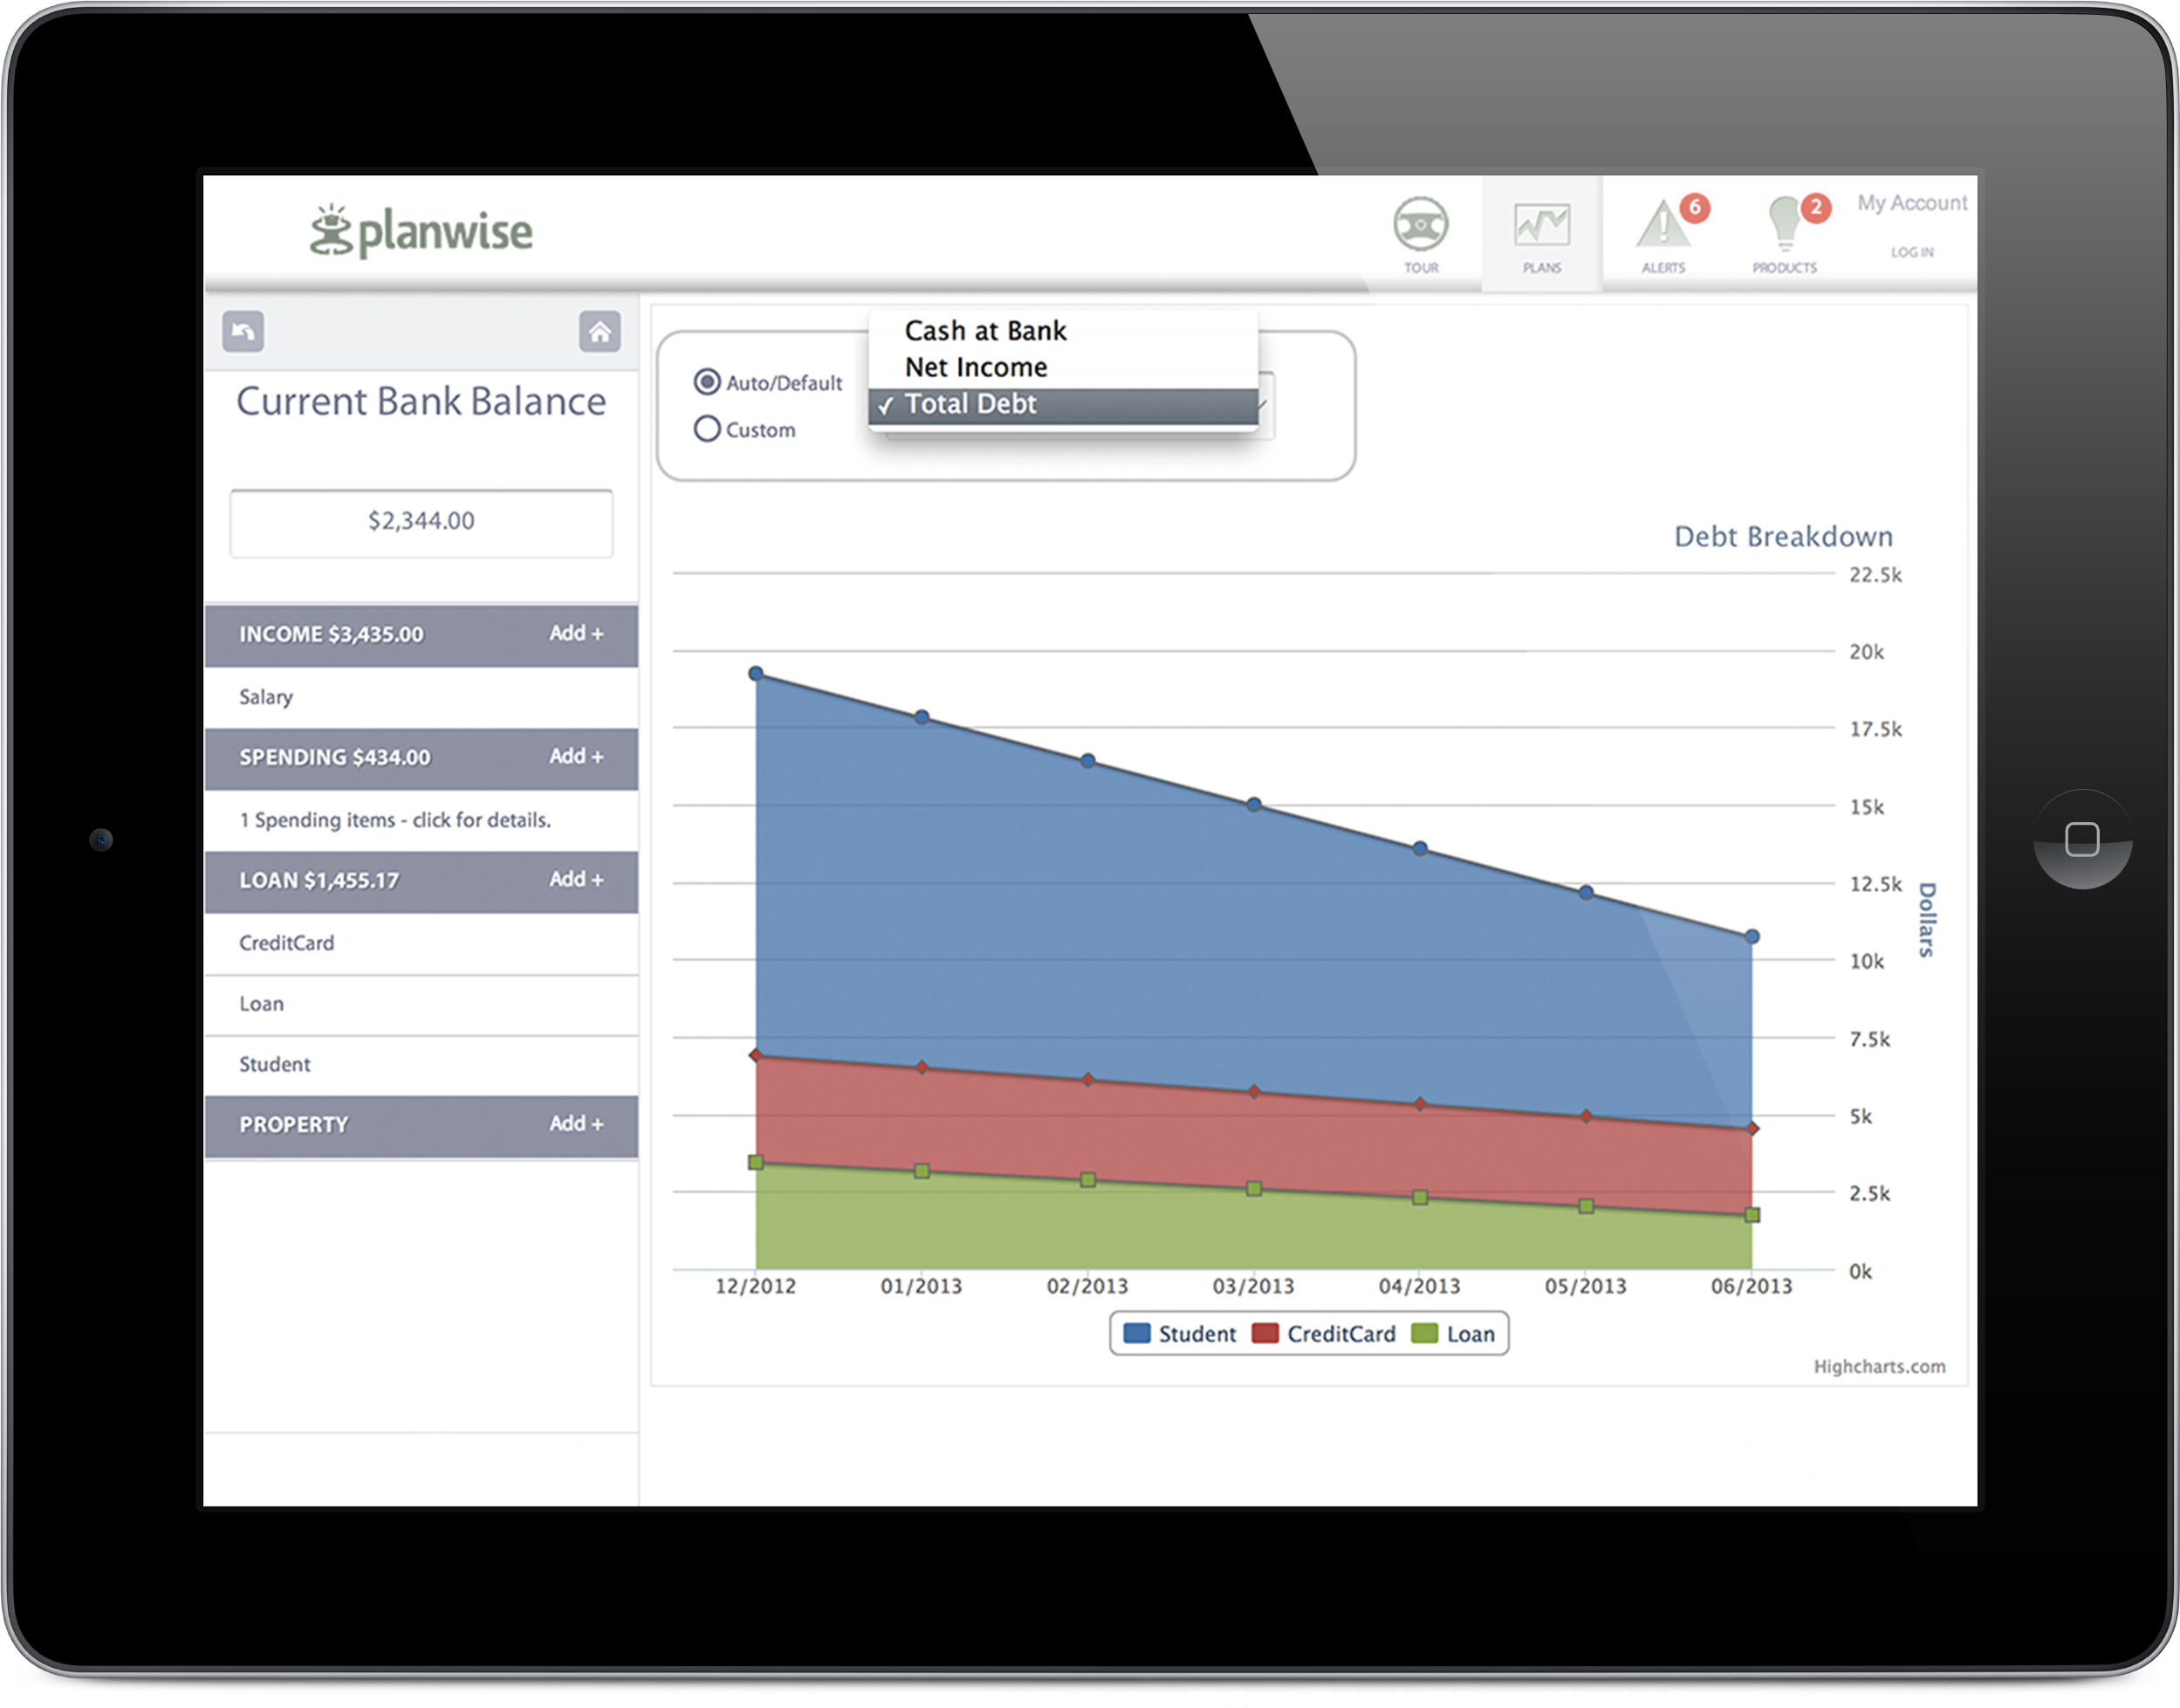 planwise
TOUR
PLANS
6
ALERTS
2
PRODUCTS
My Account
LOG IN
Current Bank Balance
$2,344.00
INCOME $3,435.00 Add +
Salary
SPENDING $434.00 Add +
1 Spending items - click for details.
LOAN $1,455.17 Add +
CreditCard
Loan
Student
PROPERTY Add +
Auto/Default
Custom
Cash at Bank
Net Income
✓ Total Debt
Debt Breakdown
22.5k
20k
17.5k
15k
12.5k
10k
7.5k
5k
2.5k
0k
Dollars
12/2012 01/2013 02/2013 03/2013 04/2013 05/2013 06/2013
Student CreditCard Loan
Highcharts.com